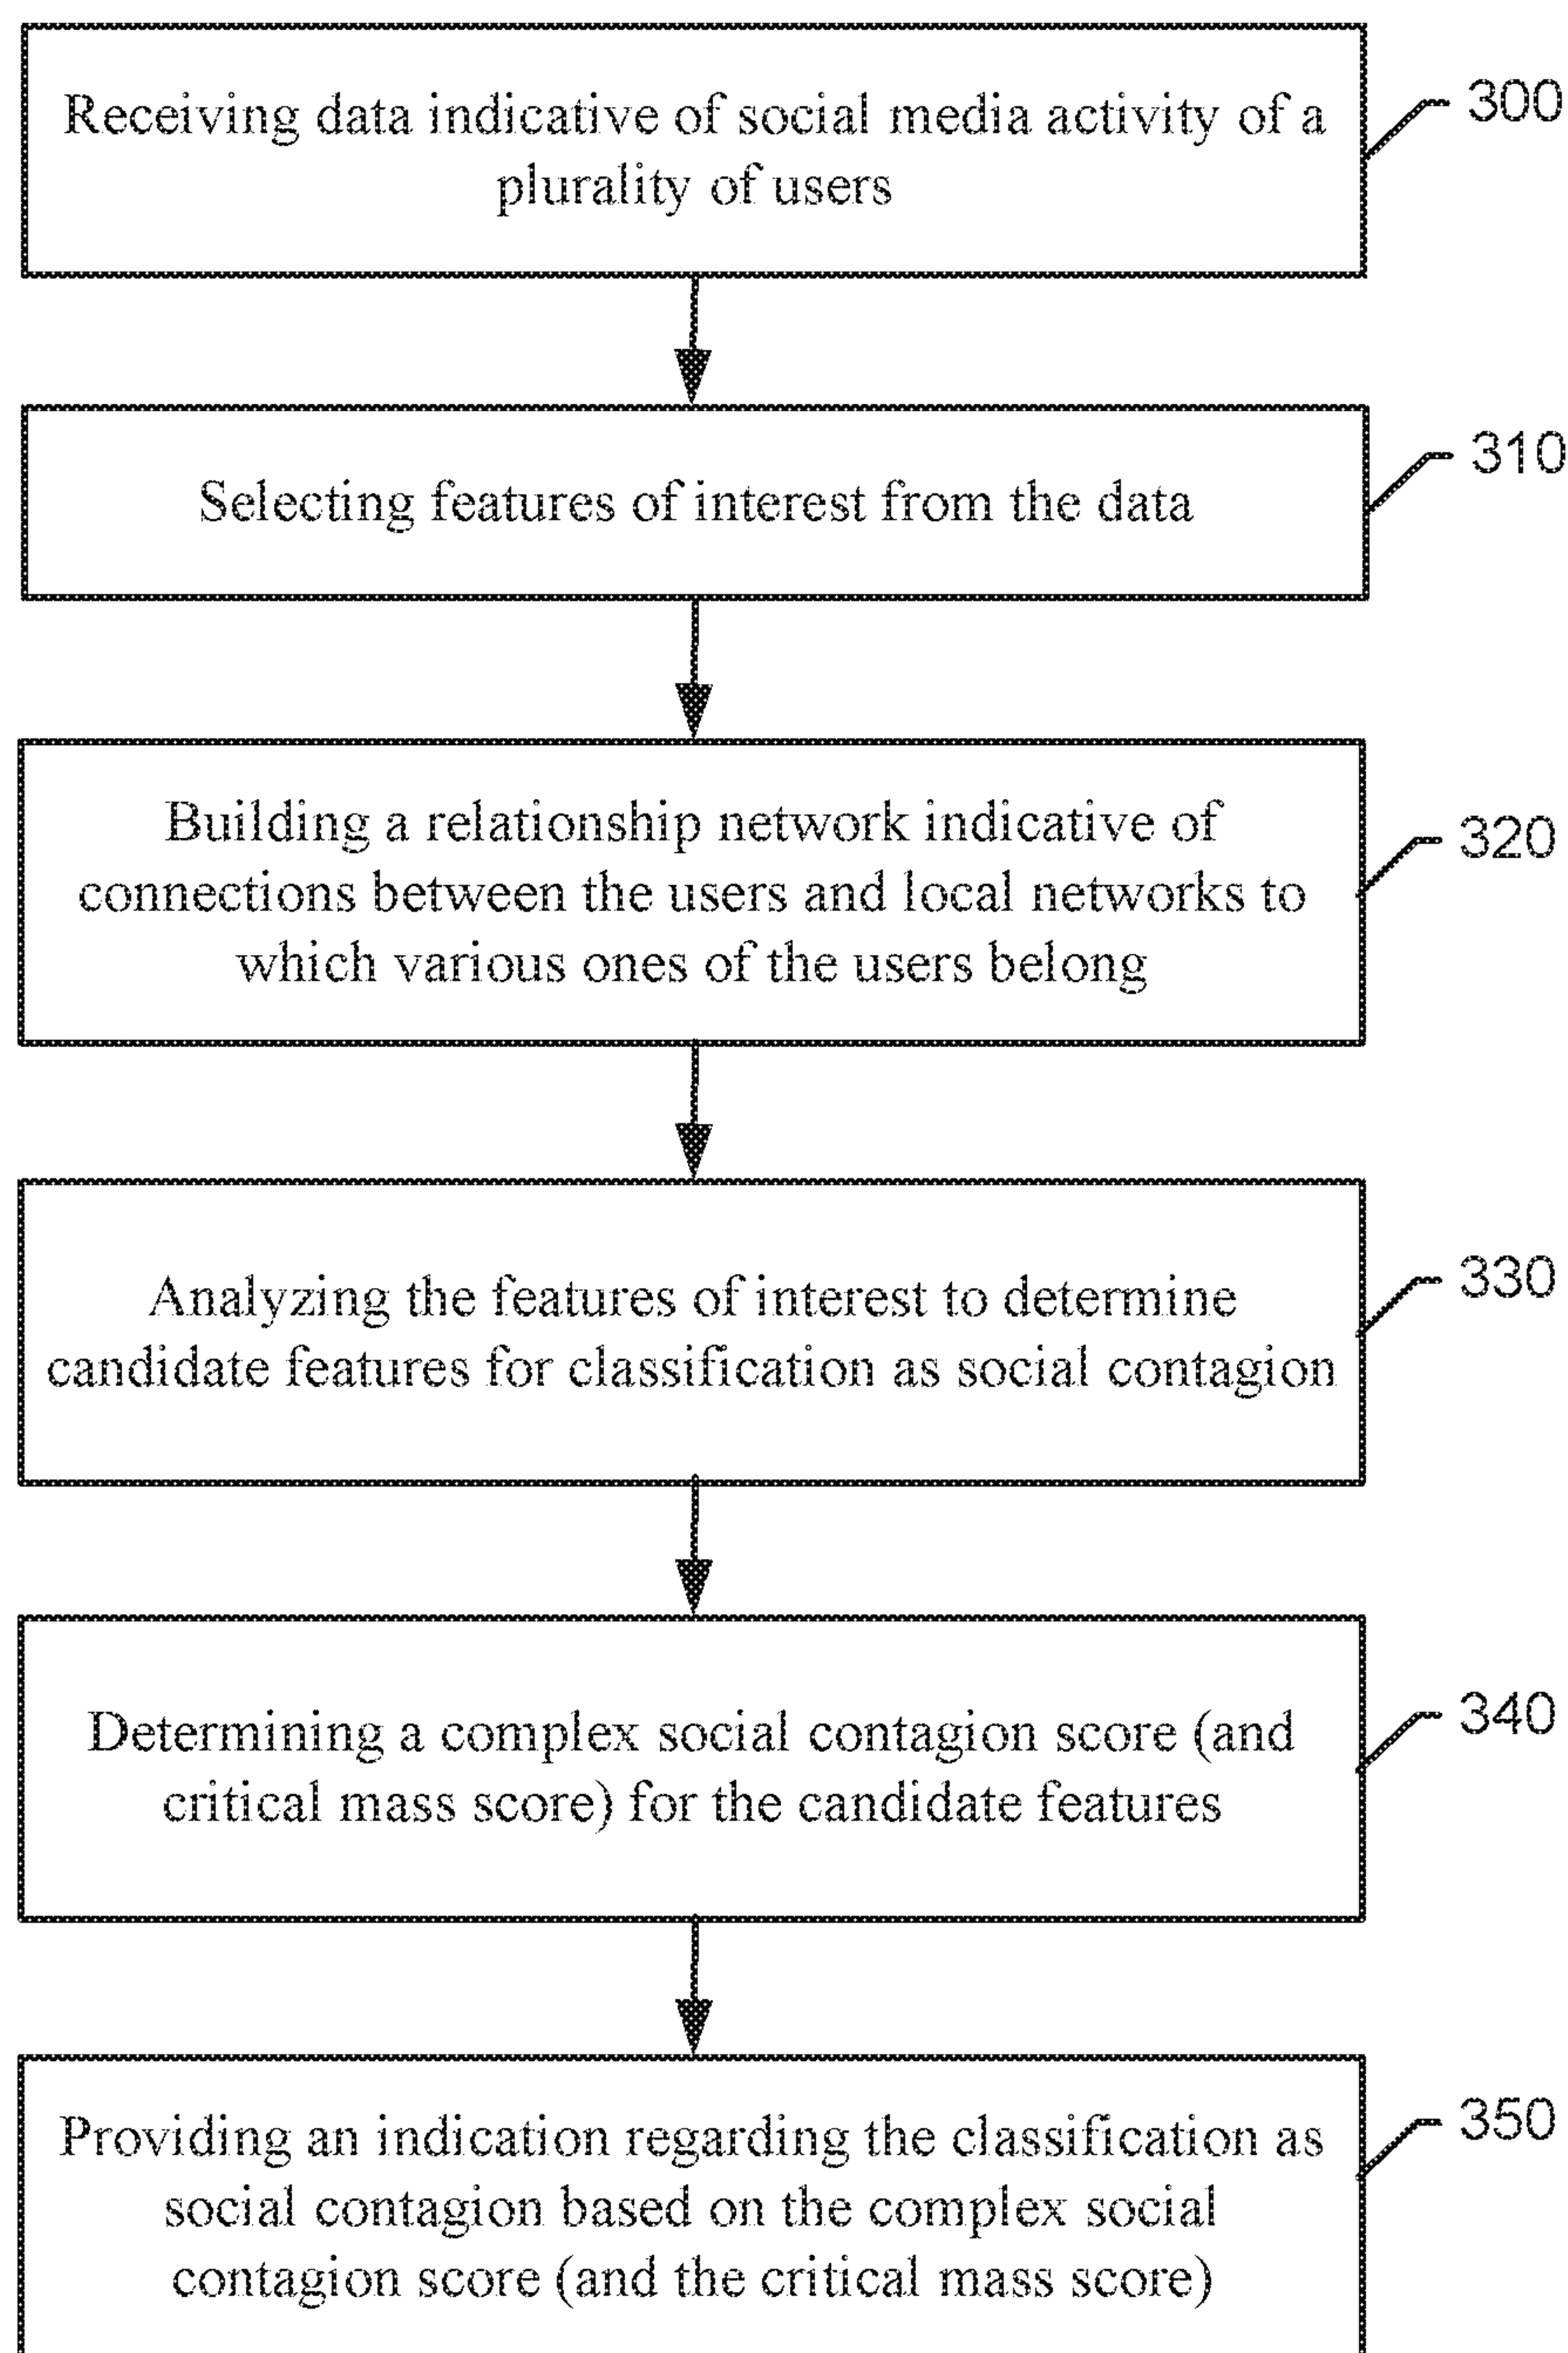 Receiving data indicative of social media activity of a
plurality of users
300
Selecting features of interest from the data
310
Building a relationship network indicative of
connections between the users and local networks to
which various ones of the users belong
320
Analyzing the features of interest to determine
candidate features for classification as social contagion
330
Determining a complex social contagion score (and
critical mass score) for the candidate features
340
Providing an indication regarding the classification as
social contagion based on the complex social
contagion score (and the critical mass score)
350